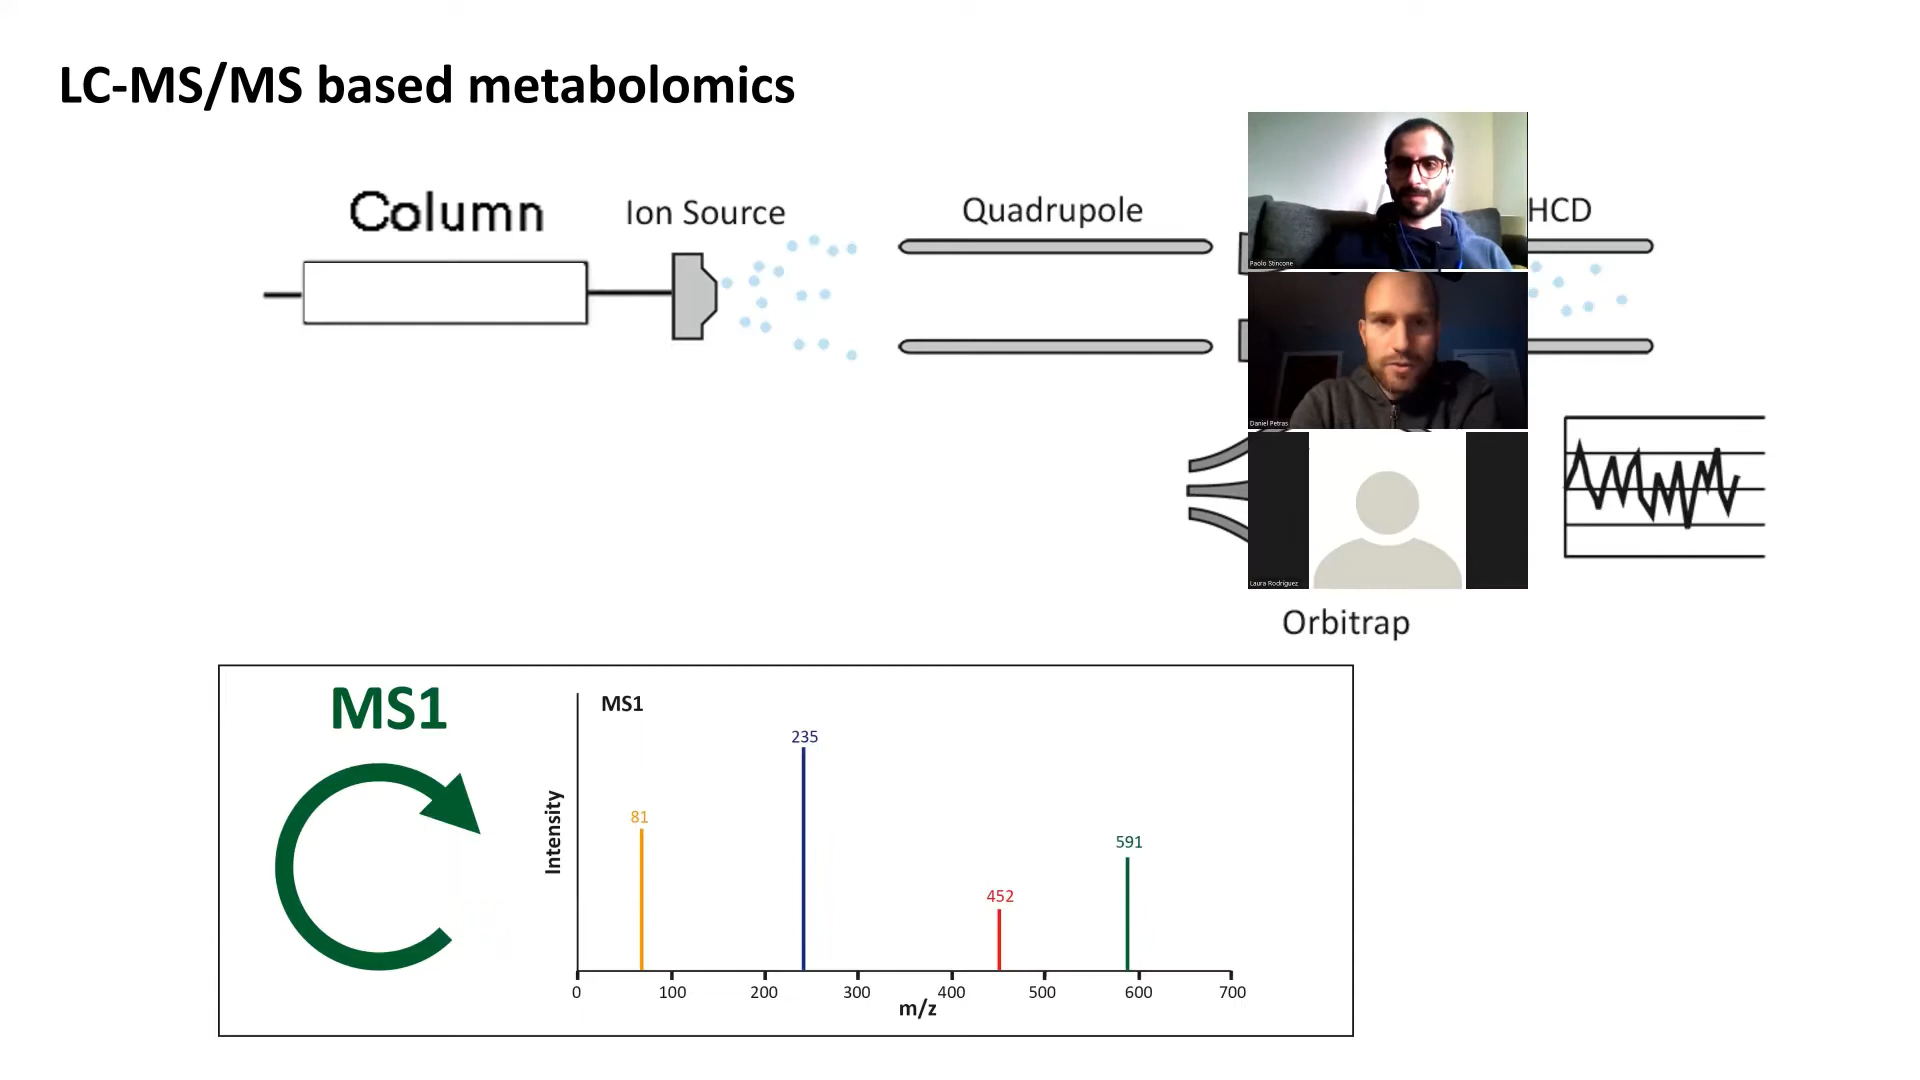 LC-MS/MS based metabolomics
Column
Ion Source
Quadrupole
HCD
Paolo Stincone
Daniel Petras
Laura Rodriguez
Orbitrap
MS1
MS1
Intensity
81
235
452
591
0 100 200 300 400 500 600 700
m/z